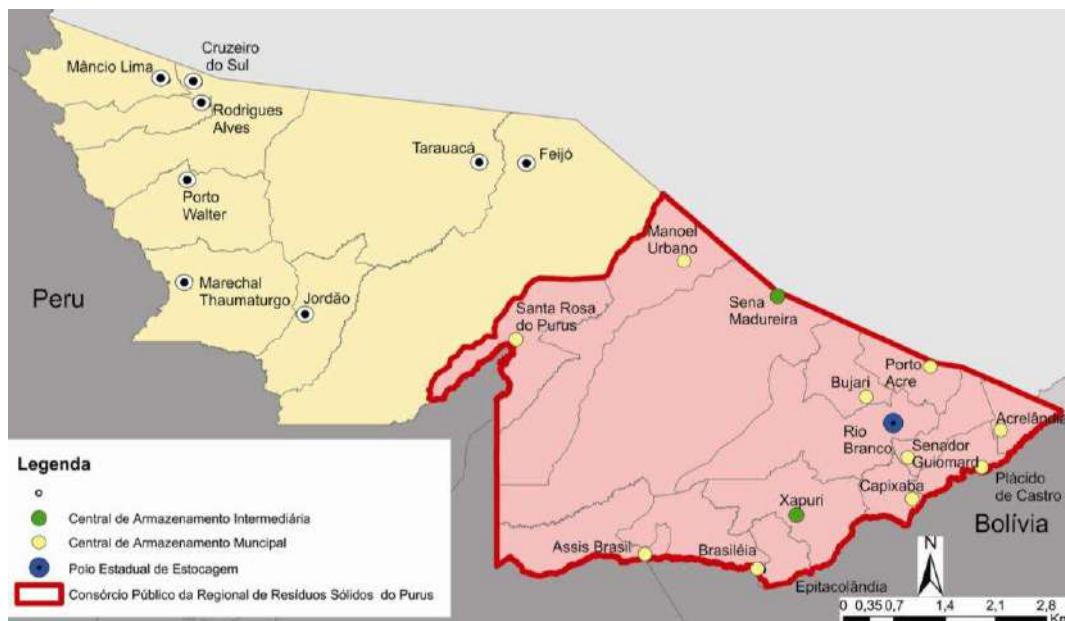 Cruzeiro
do Sul
Mâncio Lima
Rodrigues
Alves
Tarauacá
Feijó
Porto
Walter
Marechal
Thaumaturgo
Jordão
Peru
Manoel
Urbano
Santa Rosa
do Purus
Sena
Madureira
Porto
Acre
Bujari
Acrelândia
Rio
Branco
Senador
Guiomard
Plácido
de Castro
Capixaba
Xapuri
Bolívia
Assis Brasil
Brasiléia
Epitacolândia
N
0 0,35 0,7 1,4 2,1 2,8
Km
Legenda
Central de Armazenamento Intermediária
Central de Armazenamento Muncipal
Polo Estadual de Estocagem
Consórcio Público da Regional de Resíduos Sólidos do Purus